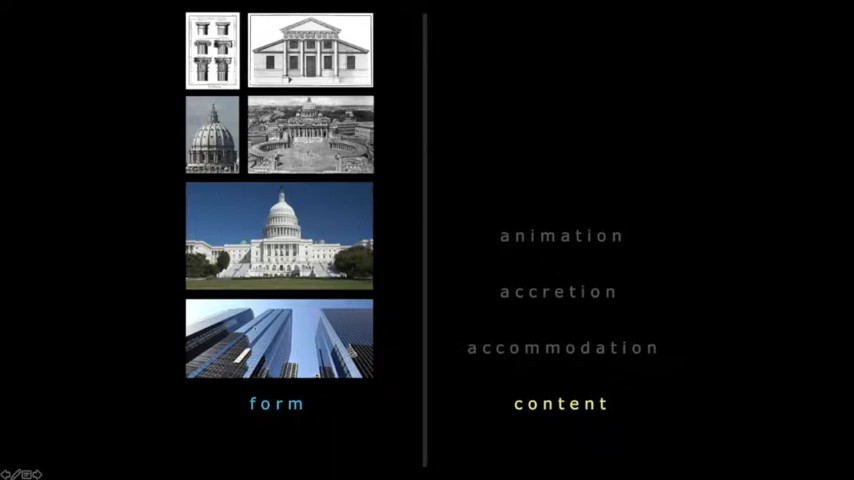 animation
accretion
accommodation
form
content